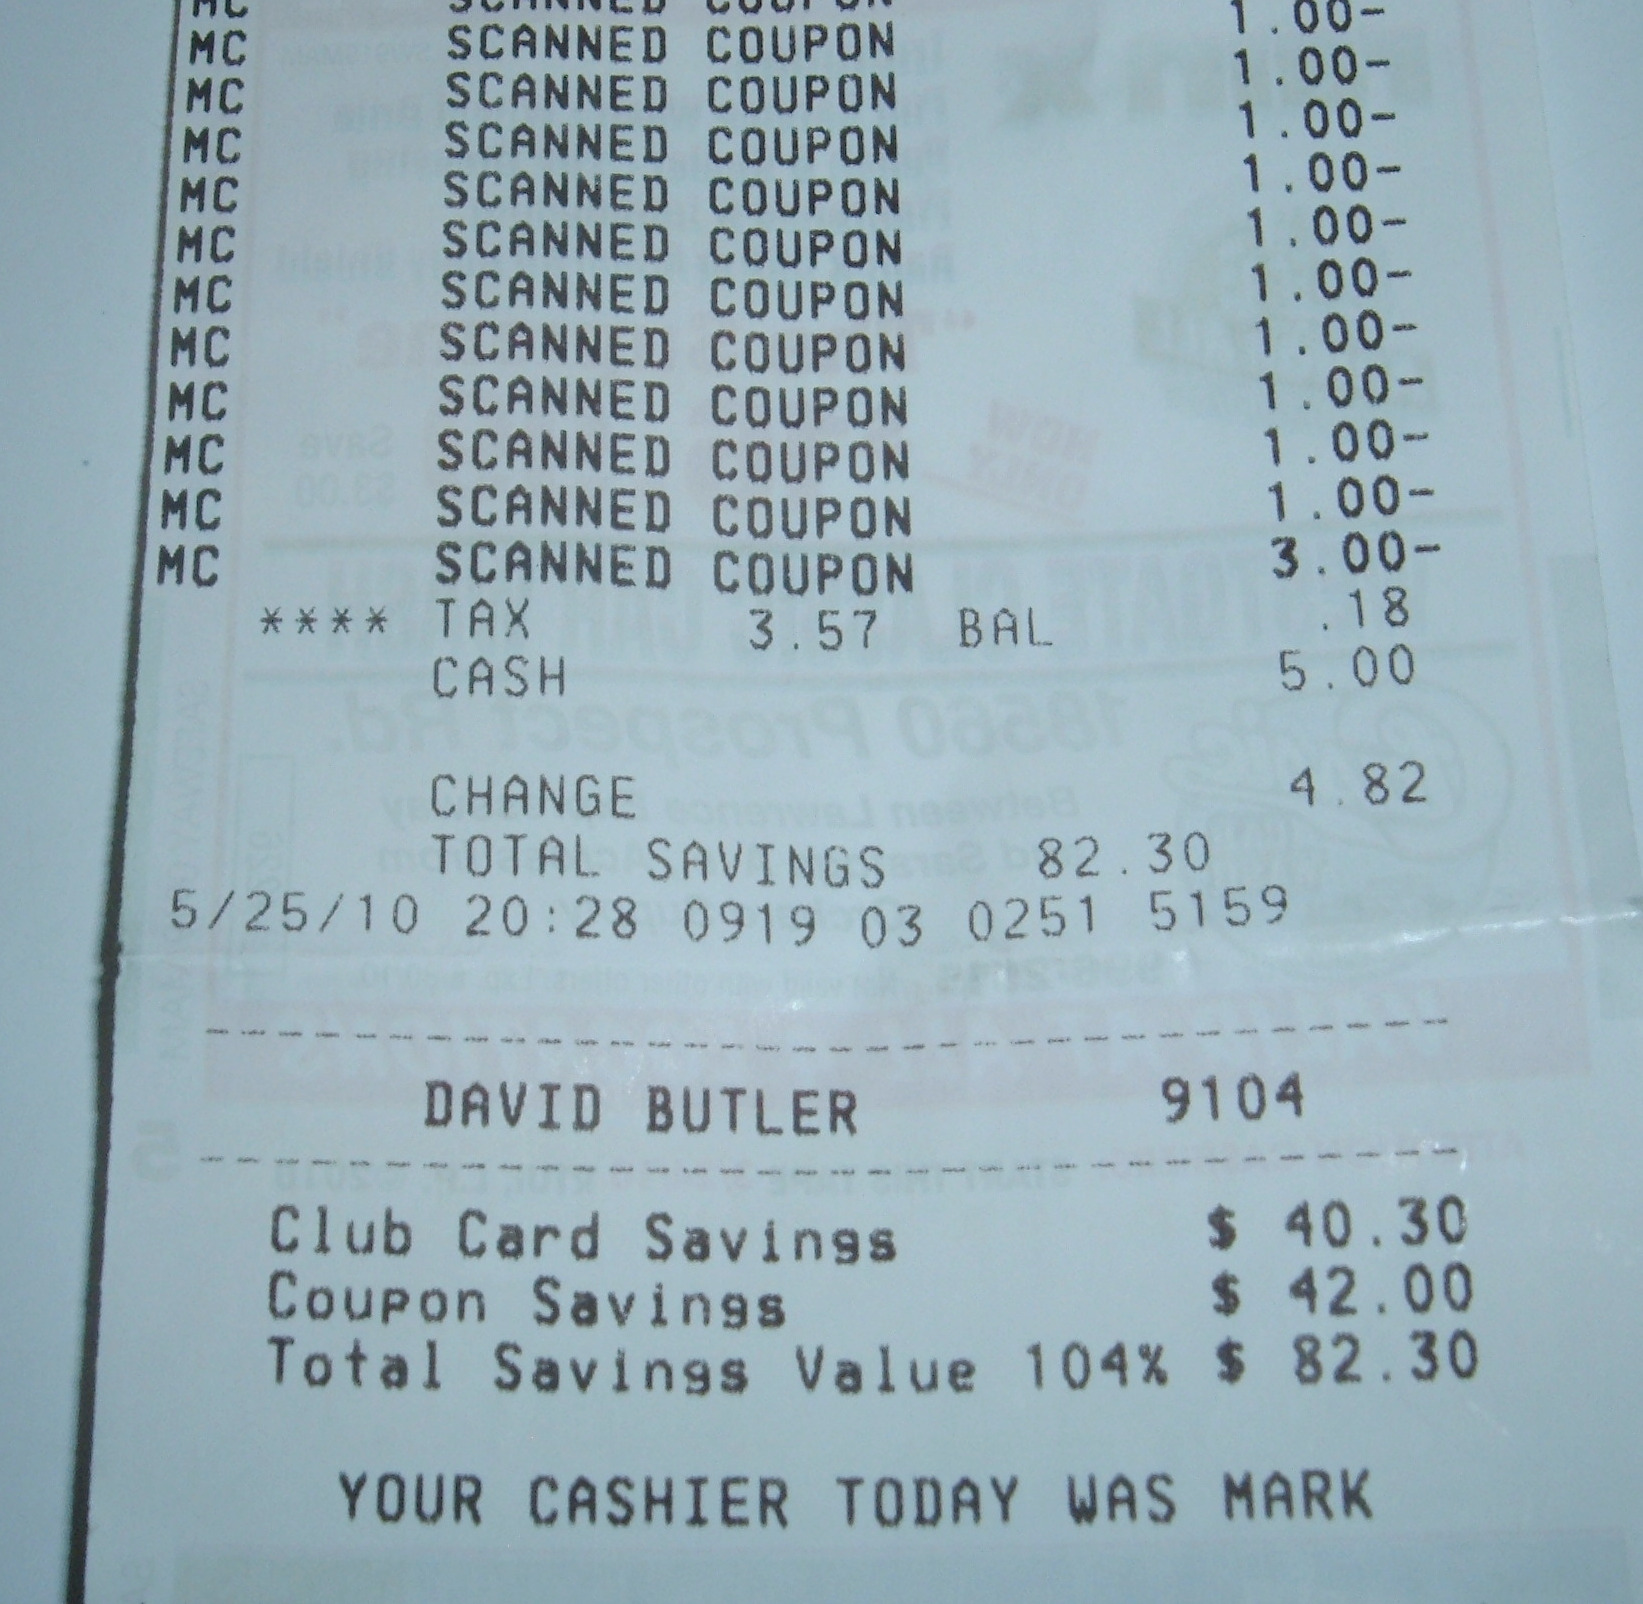 MC SCANNED COUPON
MC SCANNED COUPON 1.00-
MC SCANNED COUPON 1.00-
MC SCANNED COUPON 1.00-
MC SCANNED COUPON 1.00-
MC SCANNED COUPON 1.00-
MC SCANNED COUPON 1.00-
MC SCANNED COUPON 1.00-
MC SCANNED COUPON 1.00-
MC SCANNED COUPON 1.00-
MC SCANNED COUPON 1.00-
MC SCANNED COUPON 3.00-
**** TAX 3.57 BAL .18
CASH 5.00
CHANGE 4.82
TOTAL SAVINGS 82.30
5/25/10 20:28 0919 03 0251 5159
DAVID BUTLER 9104
Club Card Savings $ 40.30
Coupon Savings $ 42.00
Total Savings Value 104% $ 82.30
YOUR CASHIER TODAY WAS MARK